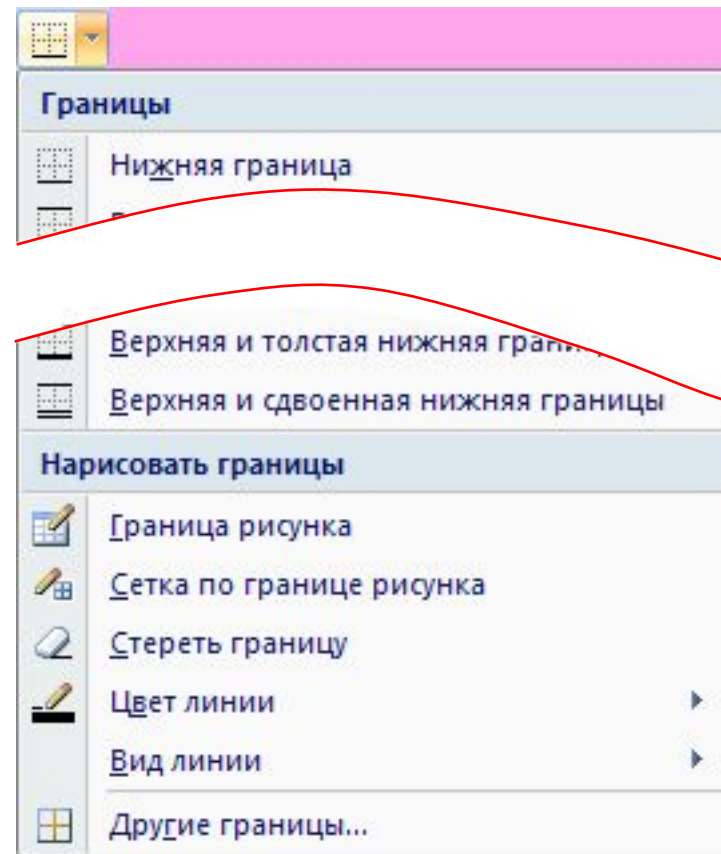 Границы
Нижняя граница
Верхняя и толстая нижняя
Верхняя и сдвоенная нижняя границы
Нарисовать границы
Граница рисунка
Сетка по границе рисунка
Стереть границу
Цвет линии
Вид линии
Другие границы...